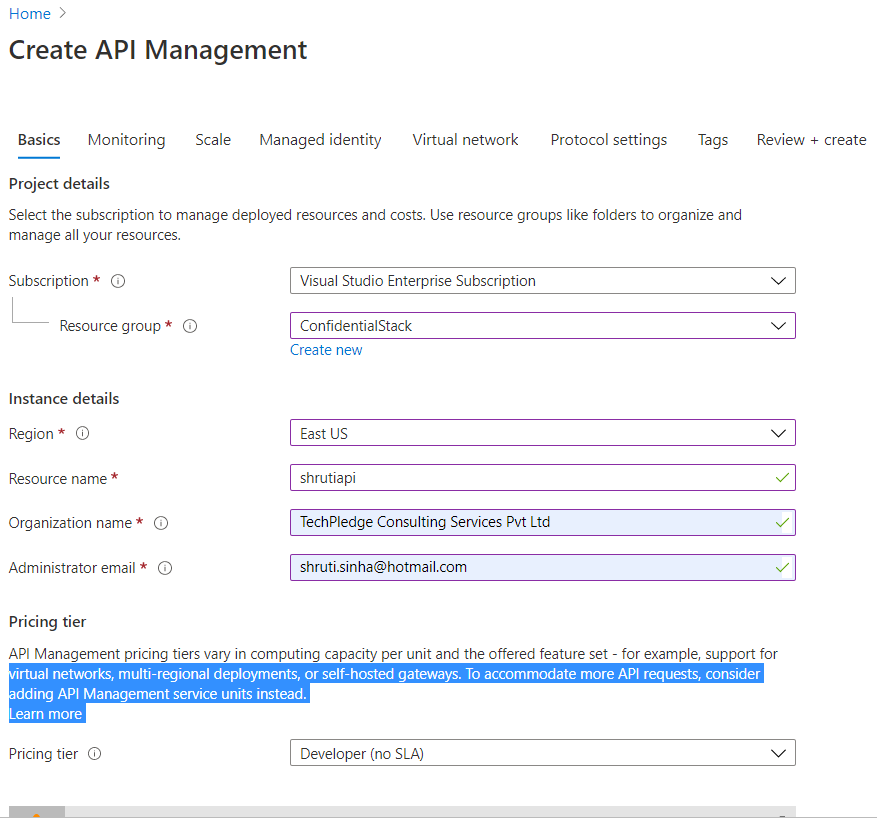 Home
Create API Management
Basics Monitoring Scale Managed identity Virtual network Protocol settings Tags Review + create
Project details
Select the subscription to manage deployed resources and costs. Use resource groups like folders to organize and
manage all your resources.
Subscription * Visual Studio Enterprise Subscription
Resource group * ConfidentialStack
Create new
Instance details
Region * East US
Resource name * shrutiapi
Organization name * TechPledge Consulting Services Pvt Ltd
Administrator email * shruti.sinha@hotmail.com
Pricing tier
API Management pricing tiers vary in computing capacity per unit and the offered feature set - for example, support for
virtual networks, multi-regional deployments, or self-hosted gateways. To accommodate more API requests, consider
adding API Management service units instead.
Learn more
Pricing tier Developer (no SLA)